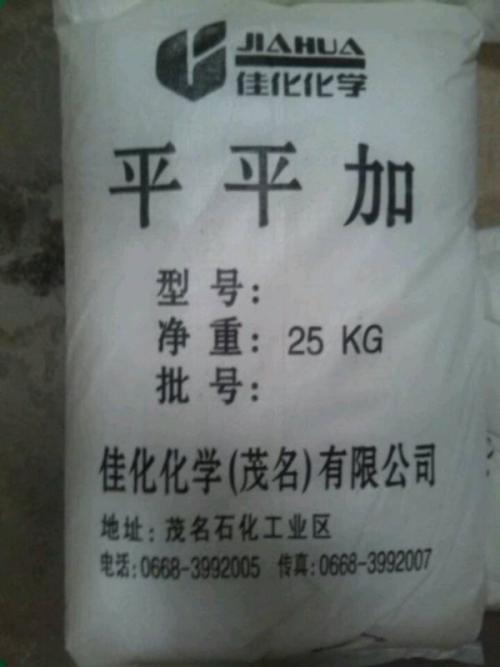 JIAHUA
佳化化学
平平加
型号:
净重: 25 KG
批号:
佳化化学(茂名)有限公司
地址: 茂名石化工业区
电话:0668-3992005 传真:0668-3992007